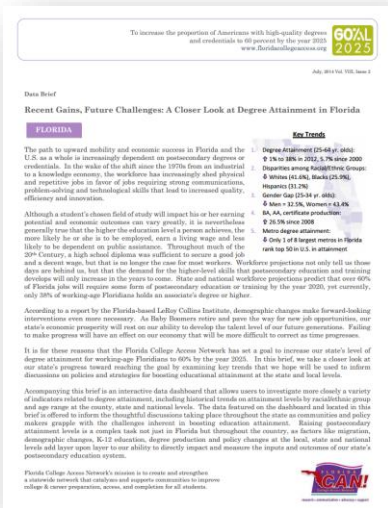 To increase the proportion of Americans with high-quality degrees
and credentials to 60 percent by the year 2025
www.floridacollegeaccess.org
GOAL
2025
July, 2014 Vol. VIII, Issue 2
Data Brief
Recent Gains, Future Challenges: A Closer Look at Degree Attainment in Florida
FLORIDA
The path to upward mobility and economic success in Florida and the
U.S. as a whole is increasingly dependent on postsecondary degrees or
credentials. In the wake of the shift since the 1970s from an industrial
to a knowledge economy, the workforce has increasingly shed physical
and repetitive jobs in favor of jobs requiring strong communications,
problem-solving and technological skills that lead to increased quality,
efficiency and innovation.
Although a student's chosen field of study will impact his or her earning
potential and economic outcomes can vary greatly, it is nevertheless
generally true that the higher the education level a person achieves, the
more likely he or she is to be employed, earn a living wage and less
likely to be dependent on public assistance. Throughout much of the
20th Century, a high school diploma was sufficient to secure a good job
Key Trends
1. Degree Attainment (25-64 yr. olds):
⇧ 1% to 38% in 2012, 5.7% since 2000
2. Disparities among Racial/Ethnic Groups:
⇩ Whites (41.6%), Blacks (25.9%),
Hispanics (31.2%)
3. Gender Gap (25-34 yr. olds):
⇩ Men = 32.5%, Women = 43.4%
4. BA, AA, certificate production:
⇧ 26.5% since 2008
5. Metro degree attainment:
⇩ Only 1 of 8 largest metros in Florida
rank top 50 in U.S. in attainment
and a decent wage, but that is no longer the case for most workers. Workforce projections not only tell us those
days are behind us, but that the demand for the higher-level skills that postsecondary education and training
develops will only increase in the years to come. State and national workforce projections predict that over 60%
of Florida jobs will require some form of postsecondary education or training by the year 2020, yet currently,
only 38% of working-age Floridians holds an associate's degree or higher.
According to a report by the Florida-based LeRoy Collins Institute, demographic changes make forward-looking
interventions even more necessary. As Baby Boomers retire and pave the way for new job opportunities, our
state's economic prosperity will rest on our ability to develop the talent level of our future generations. Failing
to make progress will have an effect on our economy that will be more difficult to correct as time progresses.
It is for these reasons that the Florida College Access Network has set a goal to increase our state's level of
degree attainment for working-age Floridians to 60% by the year 2025. In this brief, we take a closer look at
our state's progress toward reaching the goal by examining key trends that we hope will be used to inform
discussions on policies and strategies for boosting educational attainment at the state and local levels.
Accompanying this brief is an interactive data dashboard that allows users to investigate more closely a variety
of indicators related to degree attainment, including historical trends on attainment levels by racial/ethnic group
and age range at the county, state and national levels. The data featured on the dashboard and located in this
brief is offered to inform the thoughtful discussions taking place throughout the state as communities and policy
makers grapple with the challenges inherent in boosting education attainment. Raising postsecondary
attainment levels is a complex task not just in Florida but throughout the country, as factors like migration,
demographic changes, K-12 education, degree production and policy changes at the local, state and national
levels add layer upon layer to our ability to directly impact and measure the inputs and outcomes of our state's
postsecondary education system.
Florida College Access Network's mission is to create and strengthen
a statewide network that catalyzes and supports communities to improve
college & career preparation, access, and completion for all students.
FLORIDA
CAN!